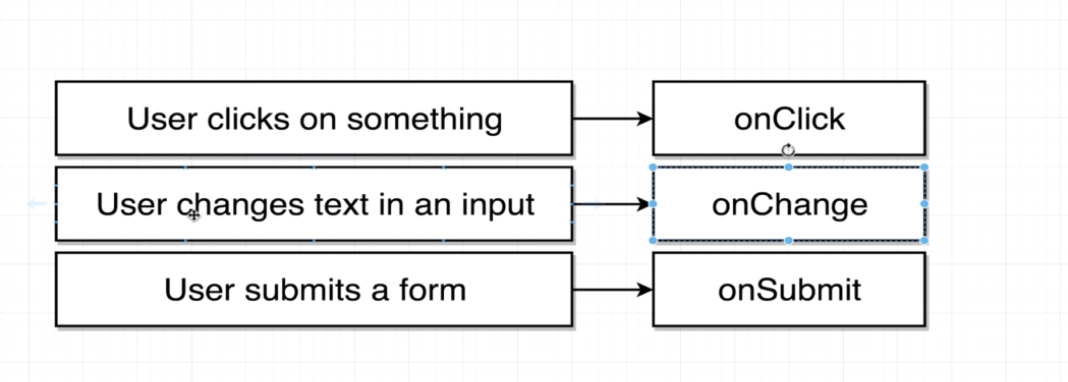 User clicks on something
onClick
User changes text in an input
onChange
User submits a form
onSubmit